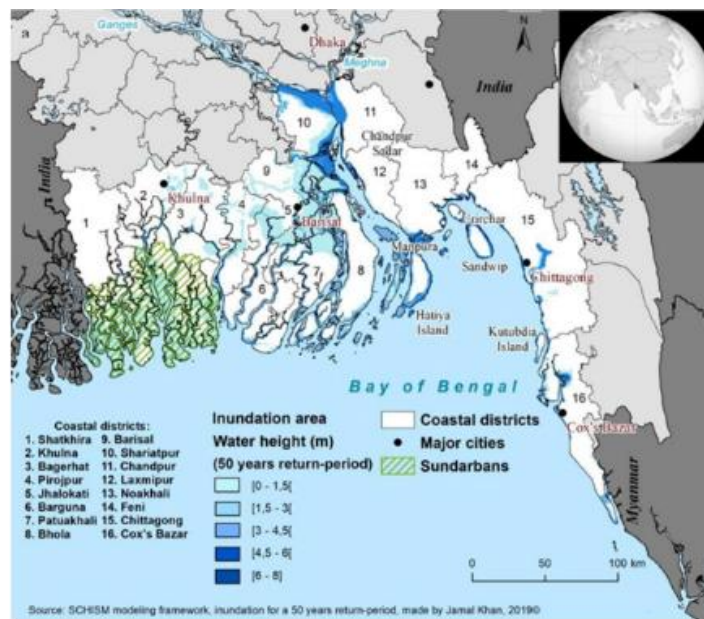 a
Ganges
Dhaka
Meghna
N
India
11
10
Chandpur
Sadar
14
9
12
India
2
Khulna
13
15
1
3
4
5
Barisal
Urirchar
Manpura
Sandwip
Chittagong
8
7
6
Hatiya
Island
Kutubdia
Island
Bay of Bengal
16
Cox's Bazar
Myanmar
Coastal districts:
1. Shatkhira 9. Barisal
2. Khulna 10. Shariatpur
3. Bagerhat 11. Chandpur
4. Pirojpur 12. Laxmipur
5. Jhalokati 13. Noakhali
6. Barguna 14. Feni
7. Patuakhali 15. Chittagong
8. Bhola 16. Cox's Bazar
Inundation area
Water height (m)
(50 years return-period)
[0 - 1,5[
[1,5 - 3[
[3 - 4,5[
[4,5 - 6[
[6 - 8]
Coastal districts
Major cities
Sundarbans
0 50 100 km
Source: SCHISM modeling framework, inundation for a 50 years return-period, made by Jamal Khan, 2019©